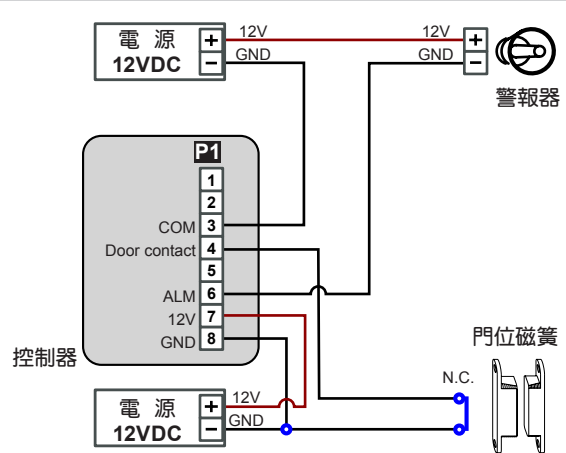 電 源
12VDC
+
−
12V
GND
12V
GND
+
−
警報器
P1
1
2
COM 3
Door contact 4
5
ALM 6
12V 7
GND 8
控制器
門位磁簧
N.C.
電 源
12VDC
+
−
12V
GND